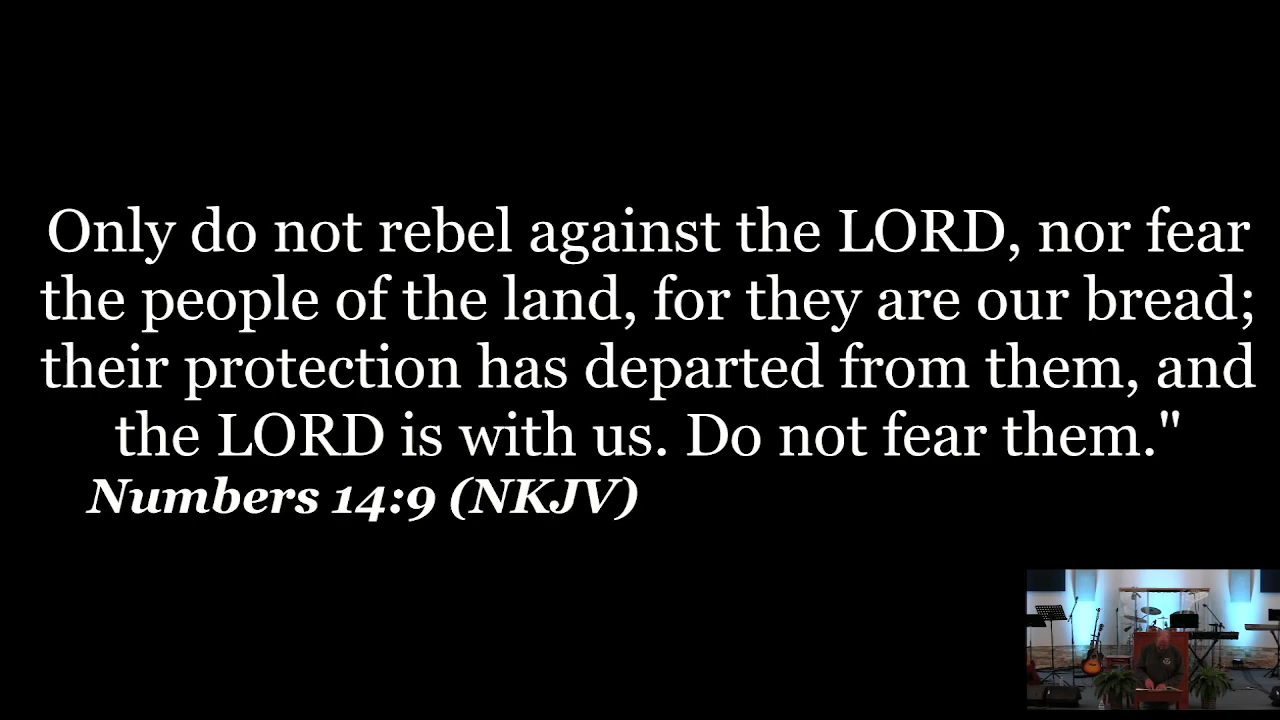 Only do not rebel against the LORD, nor fear
the people of the land, for they are our bread;
their protection has departed from them, and
the LORD is with us. Do not fear them."
Numbers 14:9 (NKJV)